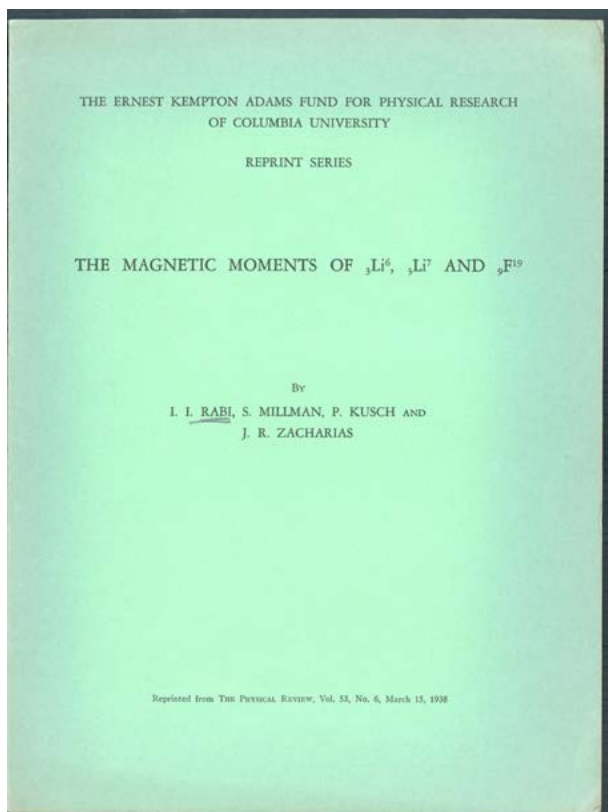 THE ERNEST KEMPTON ADAMS FUND FOR PHYSICAL RESEARCH
OF COLUMBIA UNIVERSITY
REPRINT SERIES
THE MAGNETIC MOMENTS OF ₃Li⁶, ₃Li⁷ AND ₉F¹⁹
By
I. I. RABI, S. MILLMAN, P. KUSCH AND
J. R. ZACHARIAS
Reprinted from THE PHYSICAL REVIEW, Vol. 53, No. 6, March 15, 1938